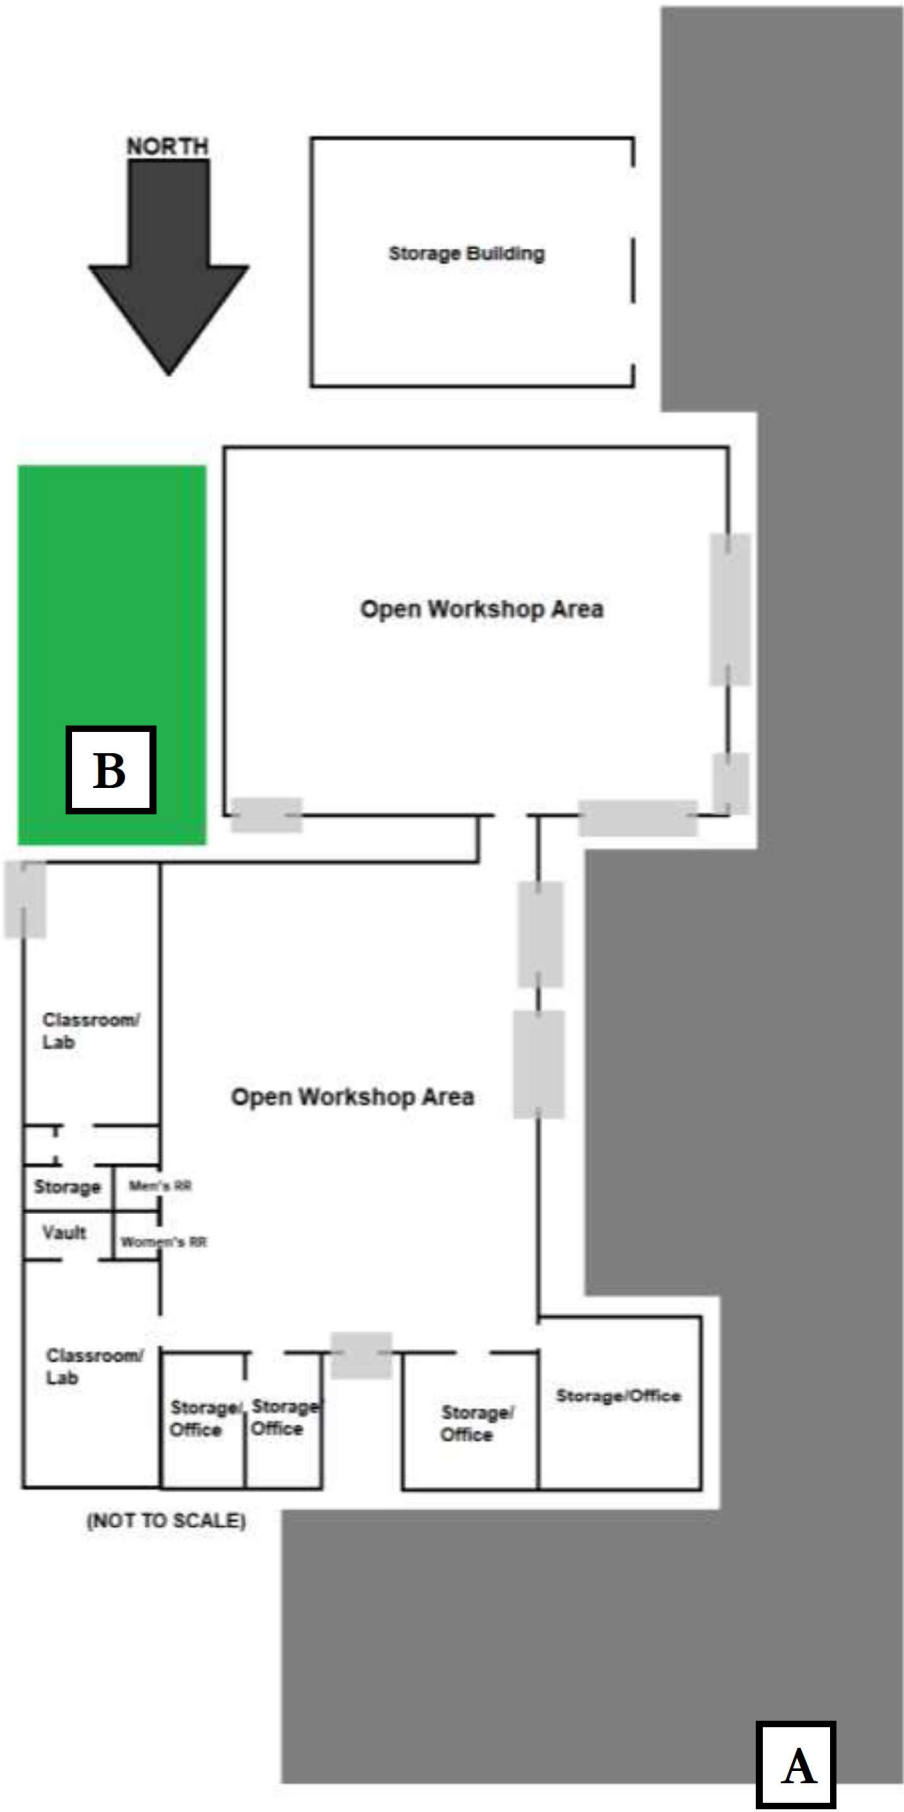 NORTH
Storage Building
Open Workshop Area
B
Classroom/
Lab
Open Workshop Area
Storage
Men's RR
Vault
Women's RR
Classroom/
Lab
Storage/
Office
Storage/
Office
Storage/
Office
Storage/Office
(NOT TO SCALE)
A